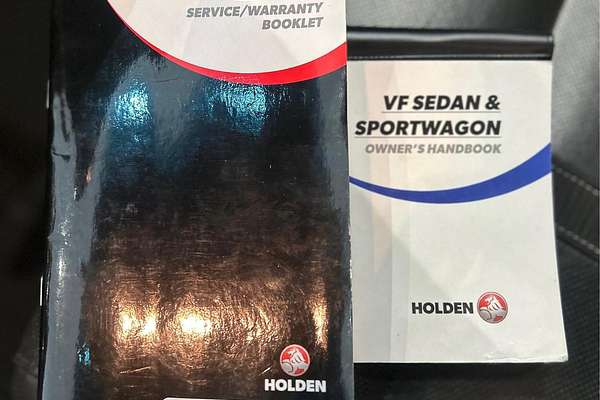 SERVICE/WARRANTY
BOOKLET
HOLDEN
VF SEDAN &
SPORTWAGON
OWNER'S HANDBOOK
HOLDEN